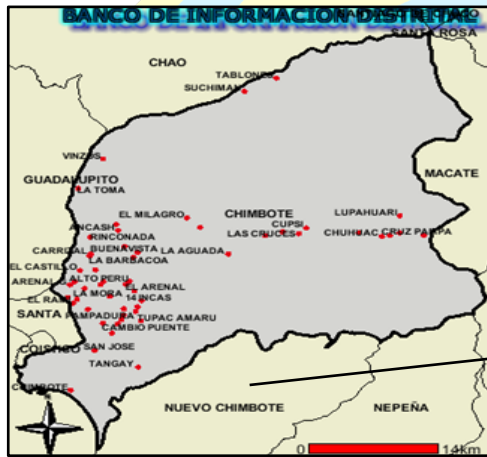 BANCO DE INFORMACION DISTRITAL
SANTA ROSA
CHAO
TABLONES
SUCHIMAN
VINZOS
MACATE
GUADALUPITO
LA TOMA
EL MILAGRO
CHIMBOTE
LUPAHUARI
ANCASH
CUPSI
RINCONADA
LAS CRUCES
CHUHUAC
CRUZ PAMPA
CARRIZAL
BUENAVISTA
LA AGUADA
LA BARBACOA
EL CASTILLO
ALTO PERU
ARENAL
EL ARENAL
LA MORA
14 INCAS
EL RAM
SANTA
PAMPADURA
TUPAC AMARU
CAMBIO PUENTE
COISHCO
SAN JOSE
TANGAY
CHIMBOTE
NUEVO CHIMBOTE
NEPEÑA
0 14km